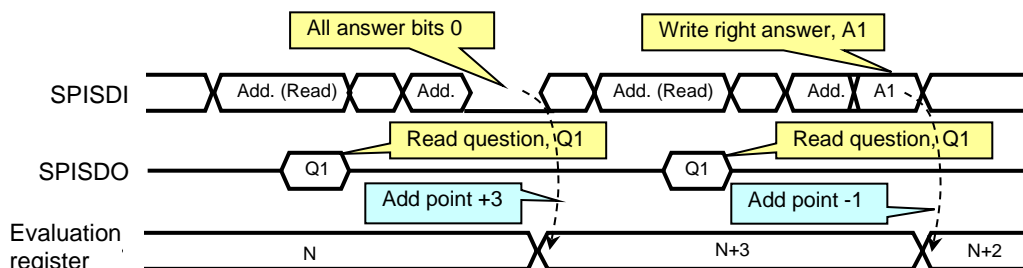 All answer bits 0
Write right answer, A1
SPISDI
Add. (Read)
Add.
Add. (Read)
Add.
A1
Read question, Q1
Read question, Q1
SPISDO
Q1
Q1
Add point +3
Add point -1
Evaluation
register
N
N+3
N+2